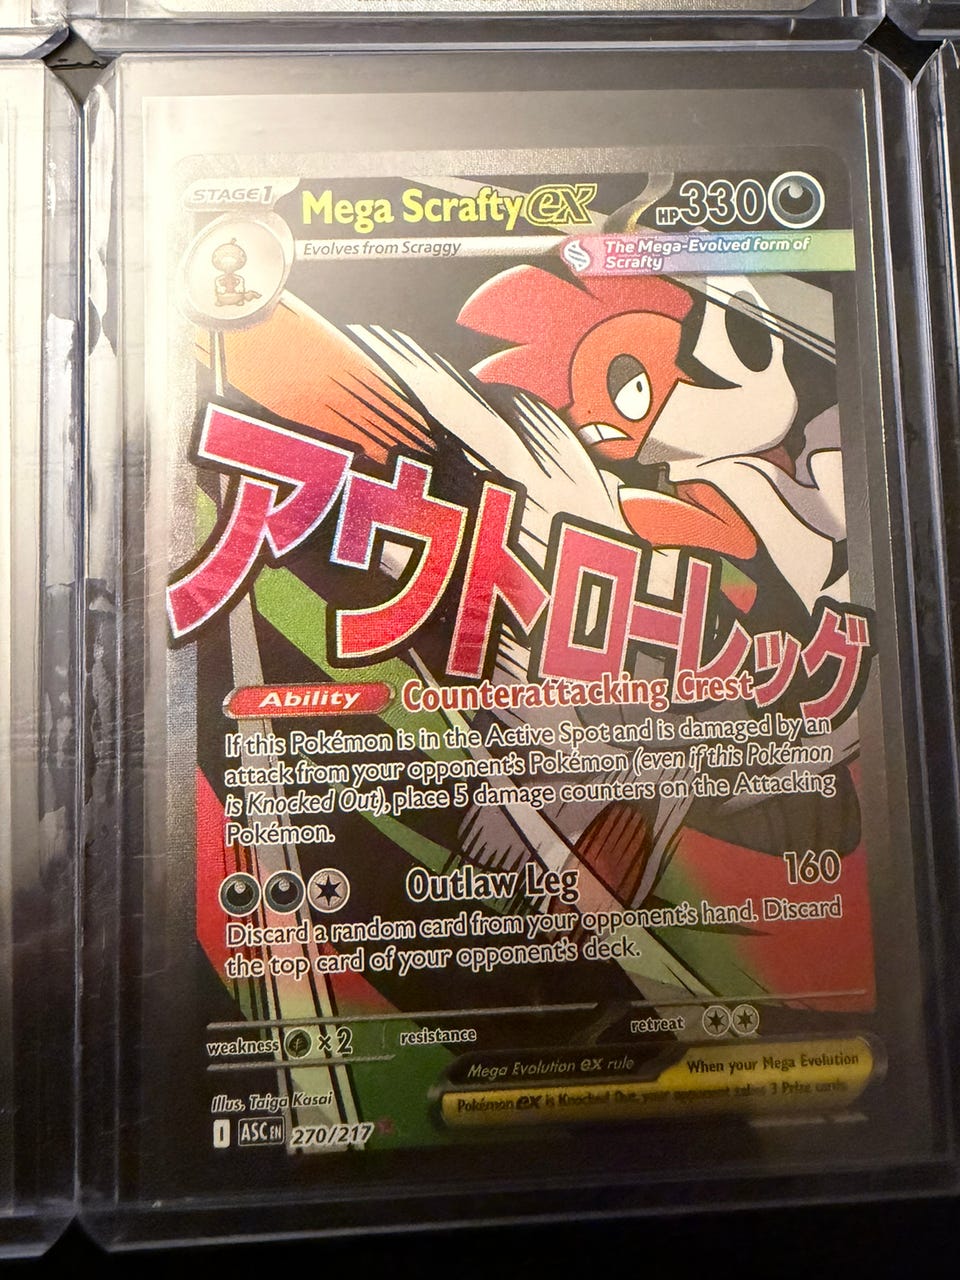 STAGE1 Mega Scrafty ex HP330
Evolves from Scraggy
The Mega-Evolved form of
Scrafty
アウトローレッグ
Ability Counterattacking Crest
If this Pokémon is in the Active Spot and is damaged by an
attack from your opponent's Pokémon (even if this Pokémon
is Knocked Out), place 5 damage counters on the Attacking
Pokémon.
Outlaw Leg 160
Discard a random card from your opponent's hand. Discard
the top card of your opponent's deck.
weakness ×2 resistance retreat
Mega Evolution ex rule When your Mega Evolution
Pokémon ex is Knocked Out, your opponent takes 3 Prize cards.
Illus. Taiga Kasai
I ASC EN 270/217